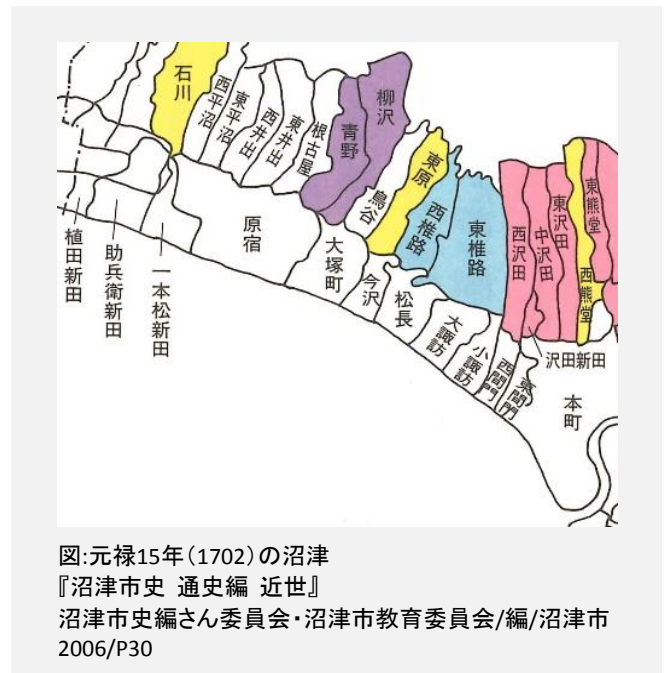 石川
西平沼
東平沼
西井出
東井出
根古屋
青野
柳沢
鳥谷
東原
西椎路
東椎路
西沢田
中沢田
東沢田
西熊堂
東熊堂
沢田新田
植田新田
助兵衛新田
一本松新田
原宿
大塚町
今沢
松長
大諏訪
小諏訪
西間門
東間門
本町
図:元禄15年(1702)の沼津
『沼津市史 通史編 近世』
沼津市史編さん委員会・沼津市教育委員会/編/沼津市
2006/P30